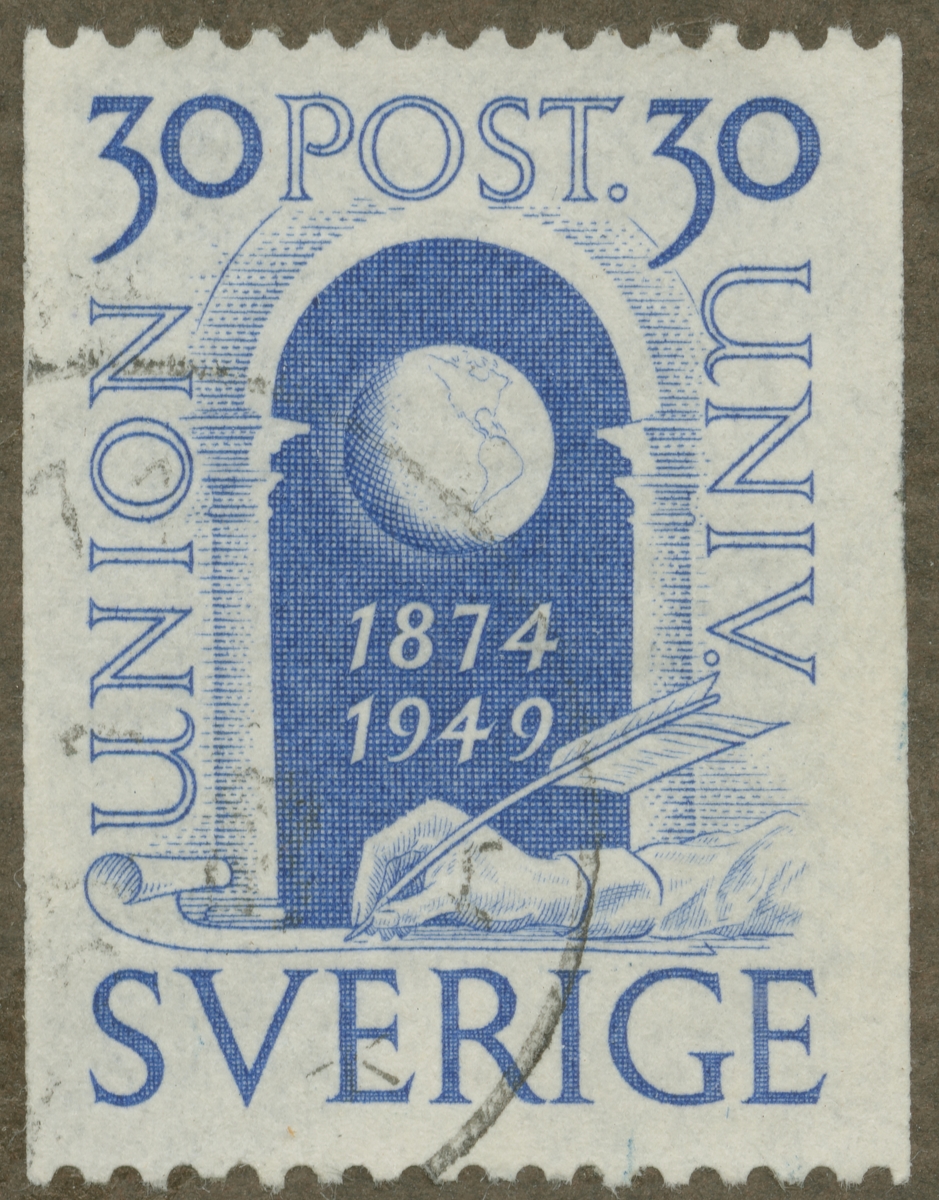 30 POST. 30
UNION
UNIV.
1874
1949
SVERIGE